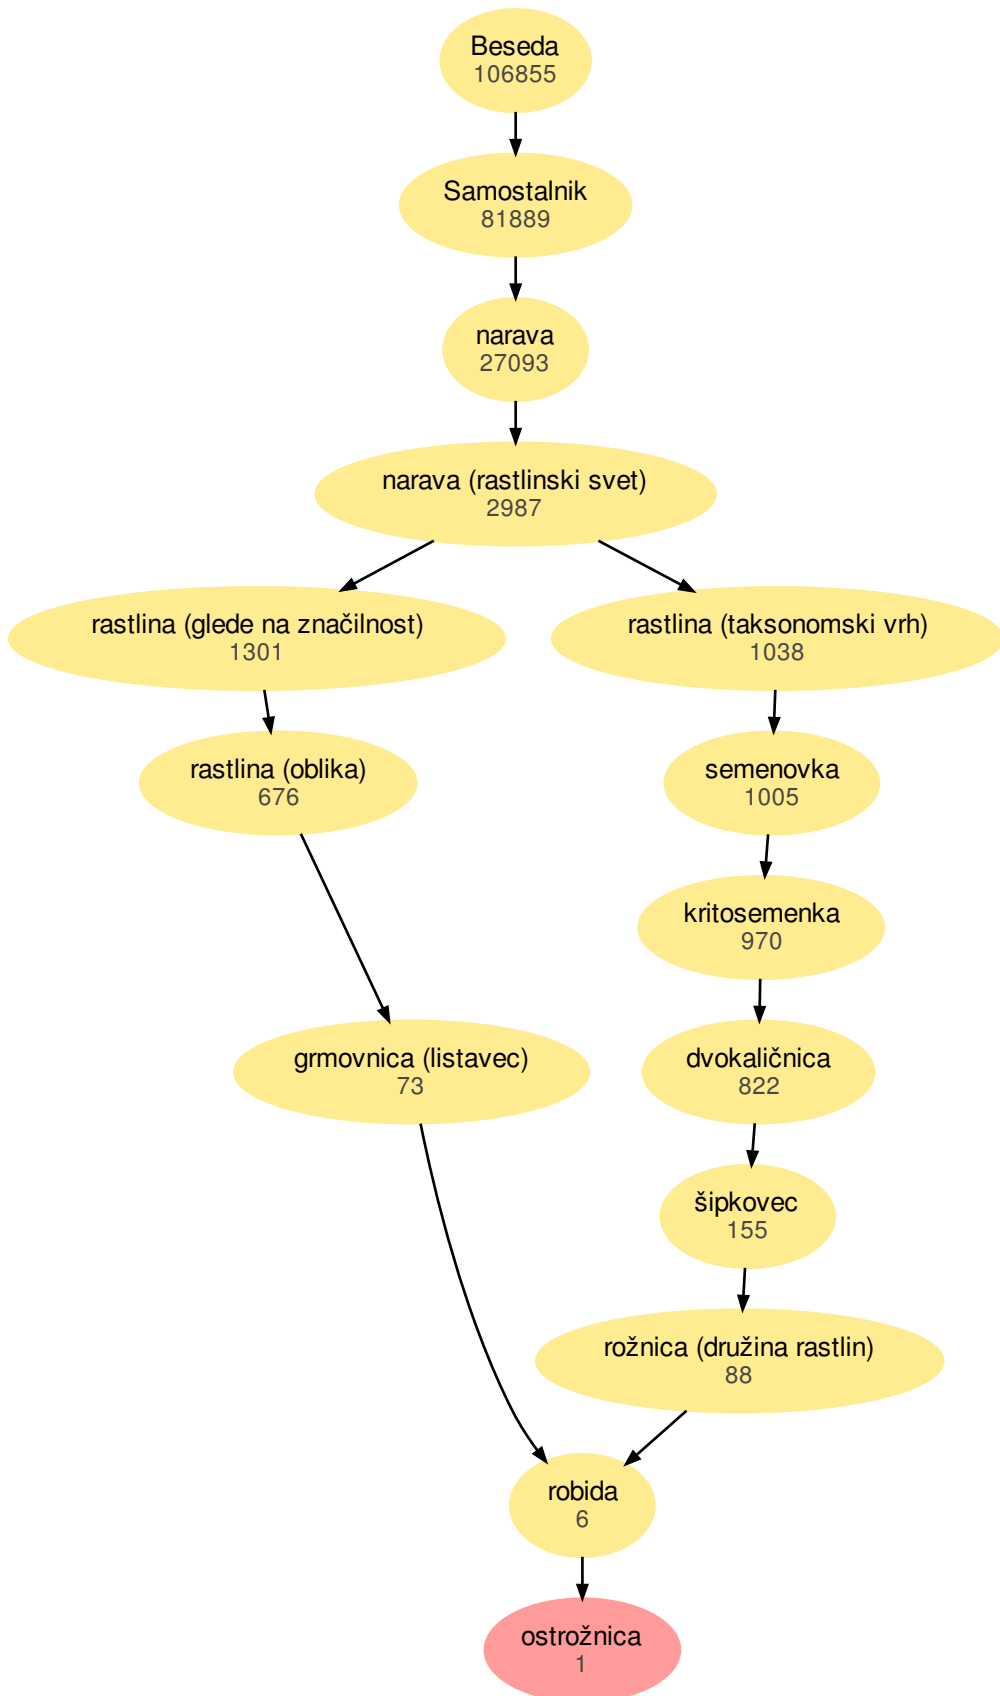 Beseda
106855
Samostalnik
81889
narava
27093
narava (rastlinski svet)
2987
rastlina (glede na značilnost)
1301
rastlina (taksonomski vrh)
1038
rastlina (oblika)
676
semenovka
1005
kritosemenka
970
grmovnica (listavec)
73
dvokaličnica
822
šipkovec
155
rožnica (družina rastlin)
88
robida
6
ostrožnica
1